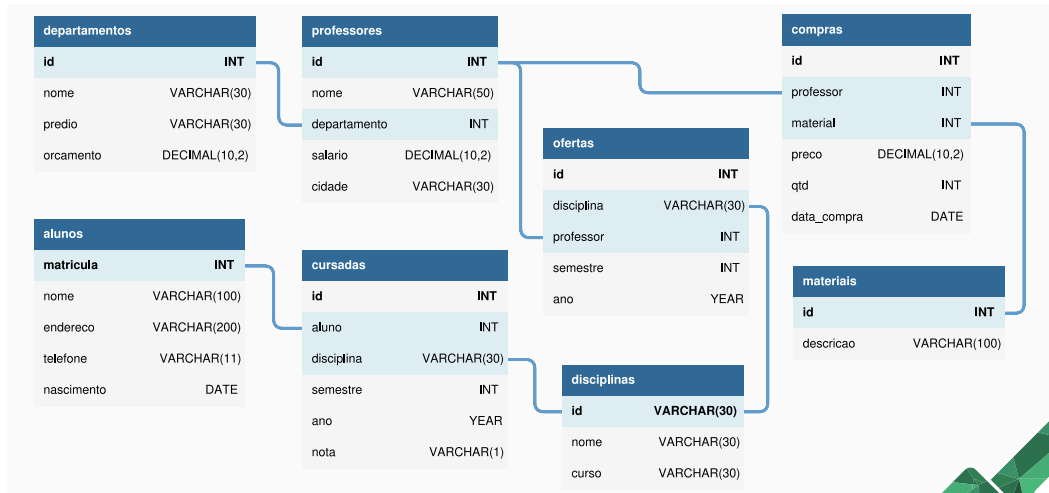 departamentos
id INT
nome VARCHAR(30)
predio VARCHAR(30)
orcamento DECIMAL(10,2)
professores
id INT
nome VARCHAR(50)
departamento INT
salario DECIMAL(10,2)
cidade VARCHAR(30)
compras
id INT
professor INT
material INT
preco DECIMAL(10,2)
qtd INT
data_compra DATE
ofertas
id INT
disciplina VARCHAR(30)
professor INT
semestre INT
ano YEAR
alunos
matricula INT
nome VARCHAR(100)
endereco VARCHAR(200)
telefone VARCHAR(11)
nascimento DATE
cursadas
id INT
aluno INT
disciplina VARCHAR(30)
semestre INT
ano YEAR
nota VARCHAR(1)
materiais
id INT
descricao VARCHAR(100)
disciplinas
id VARCHAR(30)
nome VARCHAR(30)
curso VARCHAR(30)